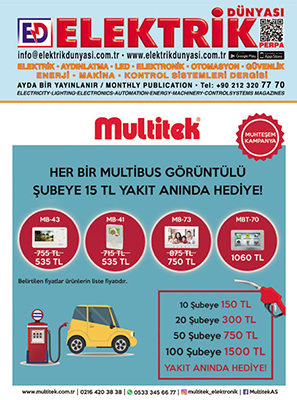 ED ELEKTRİK
DÜNYASI
PERPA
Google Play
info@elektrikdunyasi.com.tr • www.elektrikdunyasi.com.tr
ELEKTRİK • AYDINLATMA • LED • ELEKTRONİK • OTOMASYON • GÜVENLİK
ENERJİ • MAKİNA • KONTROL SİSTEMLERİ DERGİSİ
AYDA BİR YAYINLANIR / MONTHLY PUBLICATION • Tel: +90 212 320 77 70
ELECTRICITY-LIGHTING-ELECTRONICS-AUTOMATION-ENERGY-MACHINERY-CONTROLSYSTEMS MAGAZINES
Multitek®
MUHTEŞEM
KAMPANYA
HER BİR MULTİBUS GÖRÜNTÜLÜ
ŞUBEYE 15 TL YAKIT ANINDA HEDİYE!
MB-43 MB-41 MB-73 MBT-70
755 TL 715 TL 875 TL
535 TL 535 TL 750 TL 1060 TL
Belirtilen fiyatlar ürünlerin liste fiyatıdır.
10 Şubeye 150 TL
20 Şubeye 300 TL
50 Şubeye 750 TL
100 Şubeye 1500 TL
YAKIT ANINDA HEDİYE!
www.multitek.com.tr | 0216 420 38 38 | 0533 345 66 77 | multitek_elektronik | MultitekAS